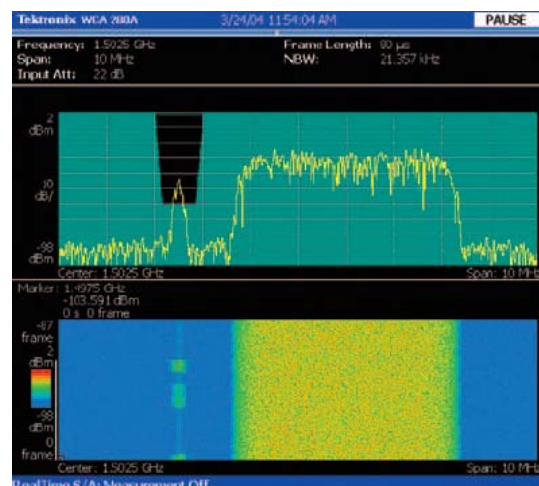 Tektronix WCA 280A 3/24/04 11:54:04 AM PAUSE
Frequency: 1.5025 GHz Frame Length: 80 µs
Span: 10 MHz NBW: 21.357 kHz
Input Att: 22 dB
2
dBm
10
dB/
-98
dBm
Center: 1.5025 GHz Span: 10 MHz
Marker: 1.4975 GHz
-103.591 dBm
0 s 0 frame
-87
frame
2
dBm
-98
dBm
0
frame
Center: 1.5025 GHz Span: 10 MHz
RealTime S/A: Measurement Off